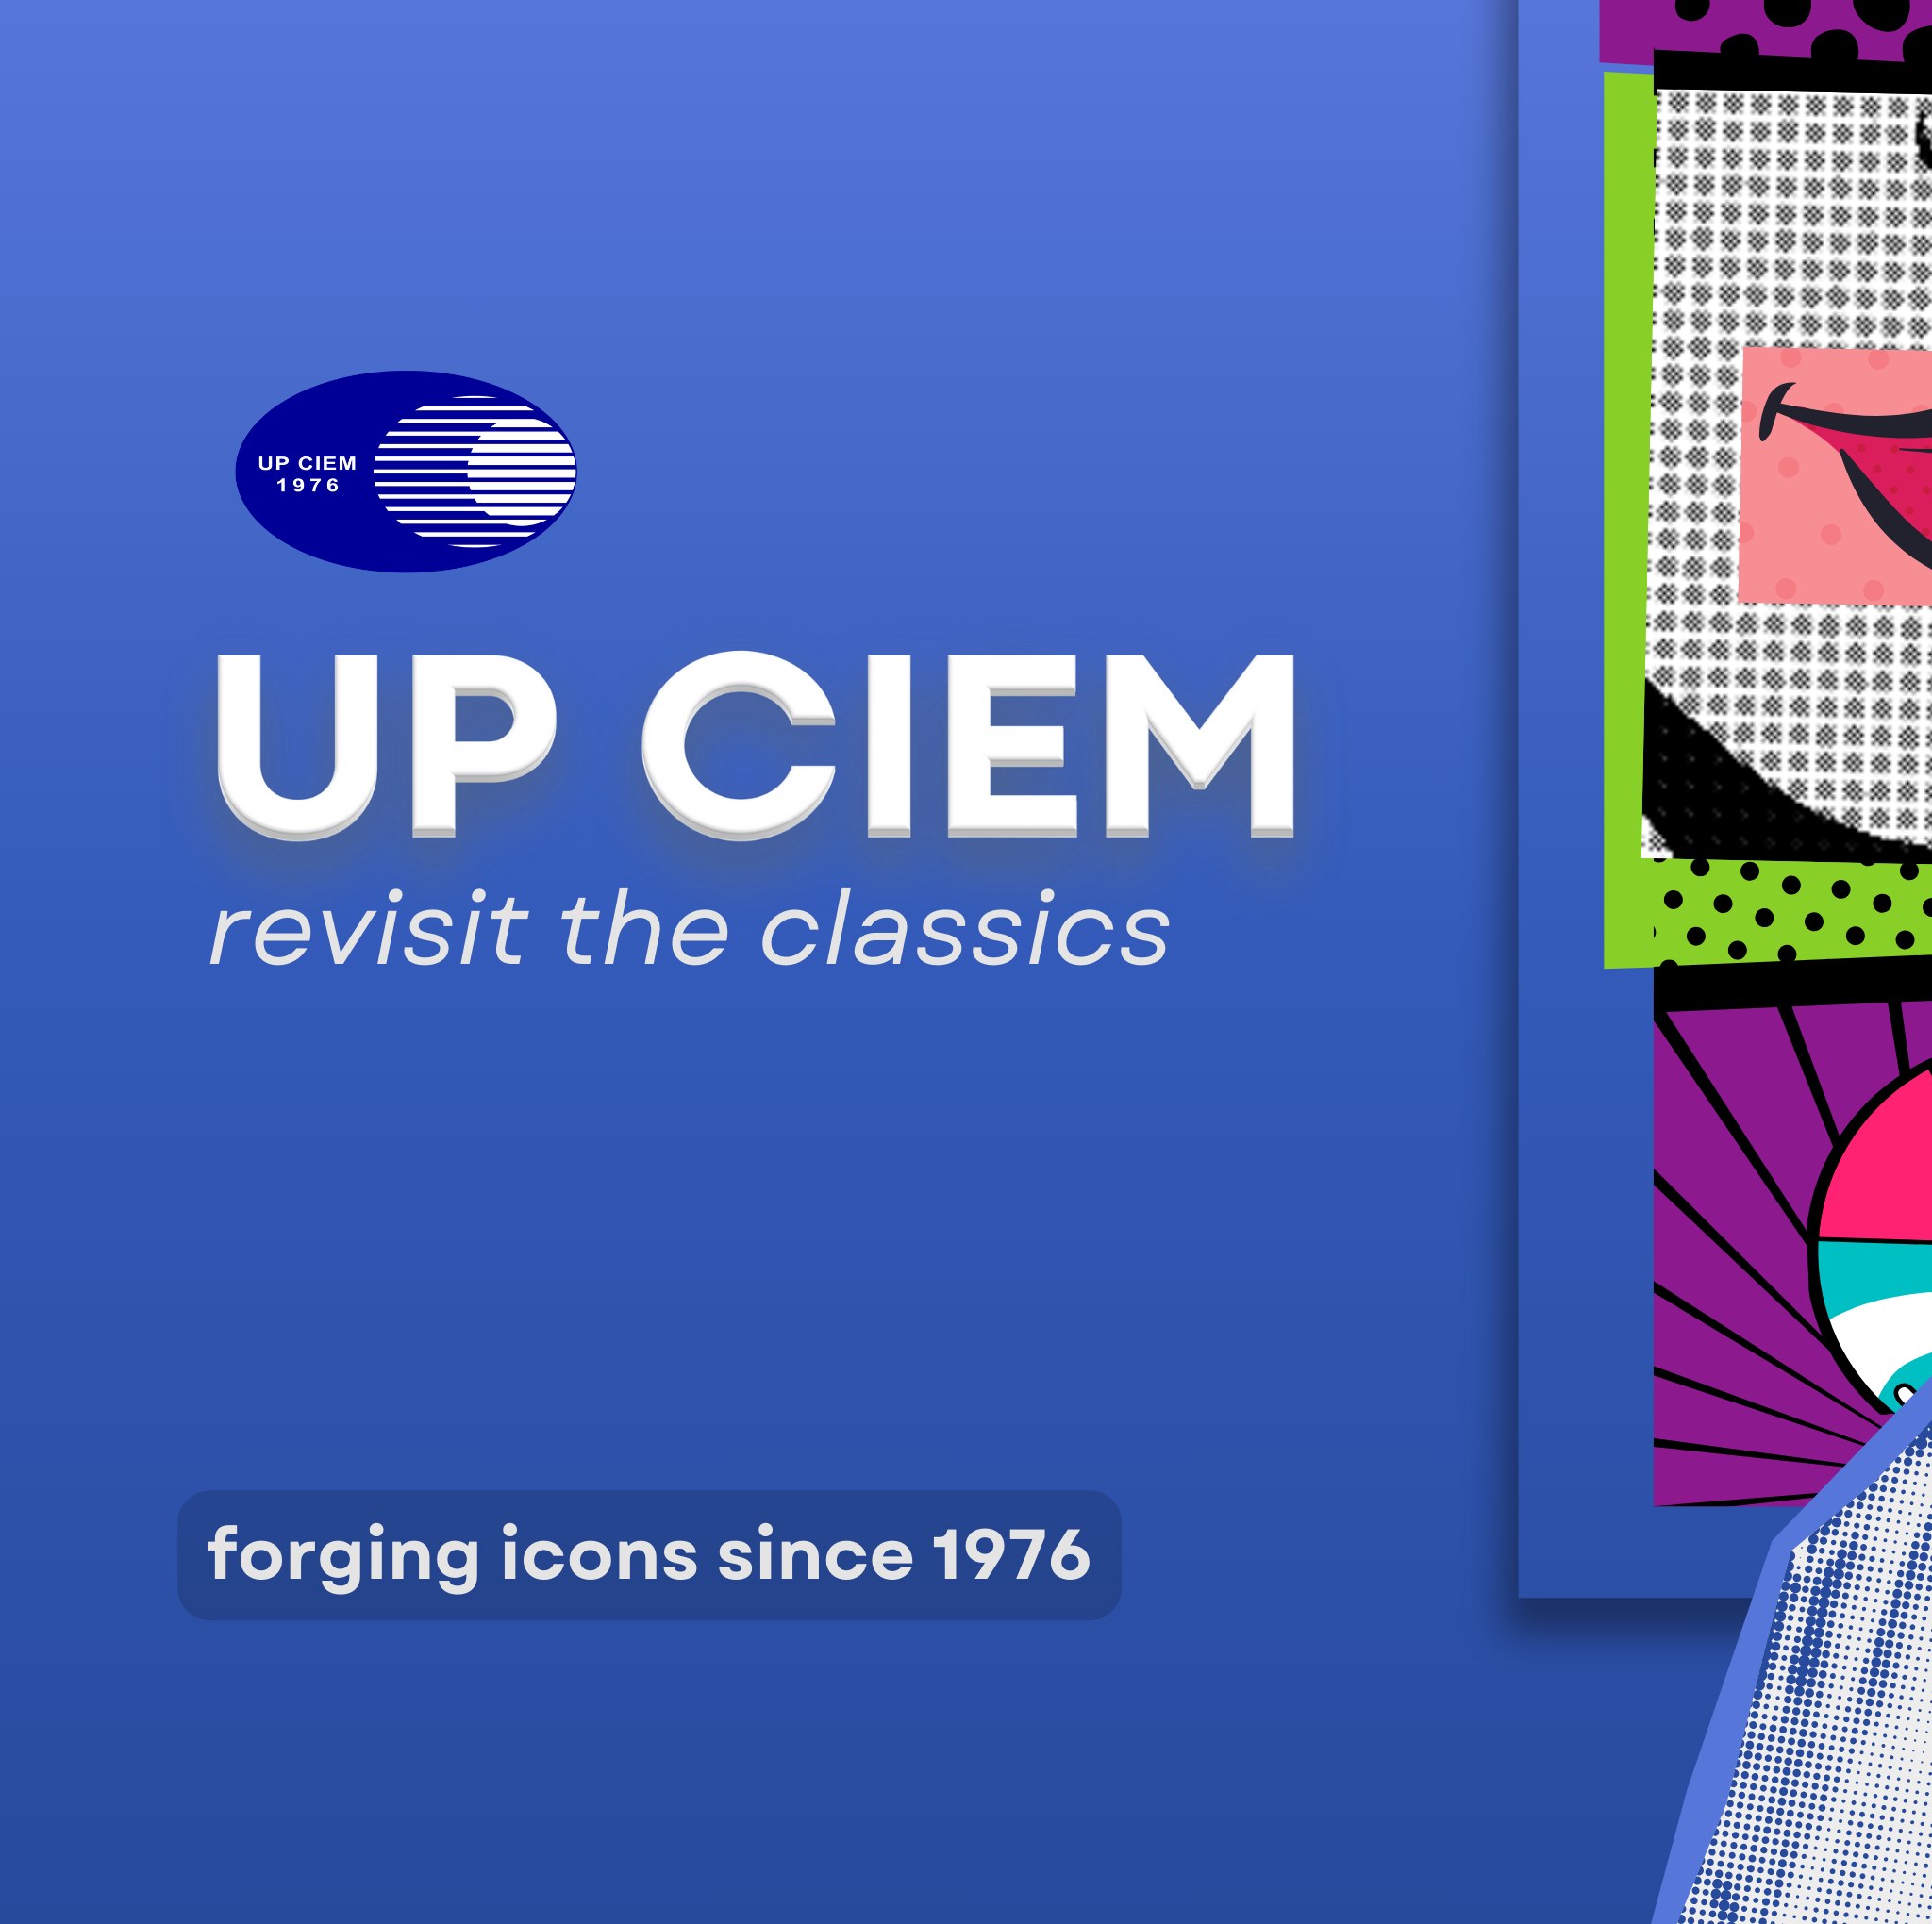 UP CIEM
1976
UP CIEM
revisit the classics
forging icons since 1976